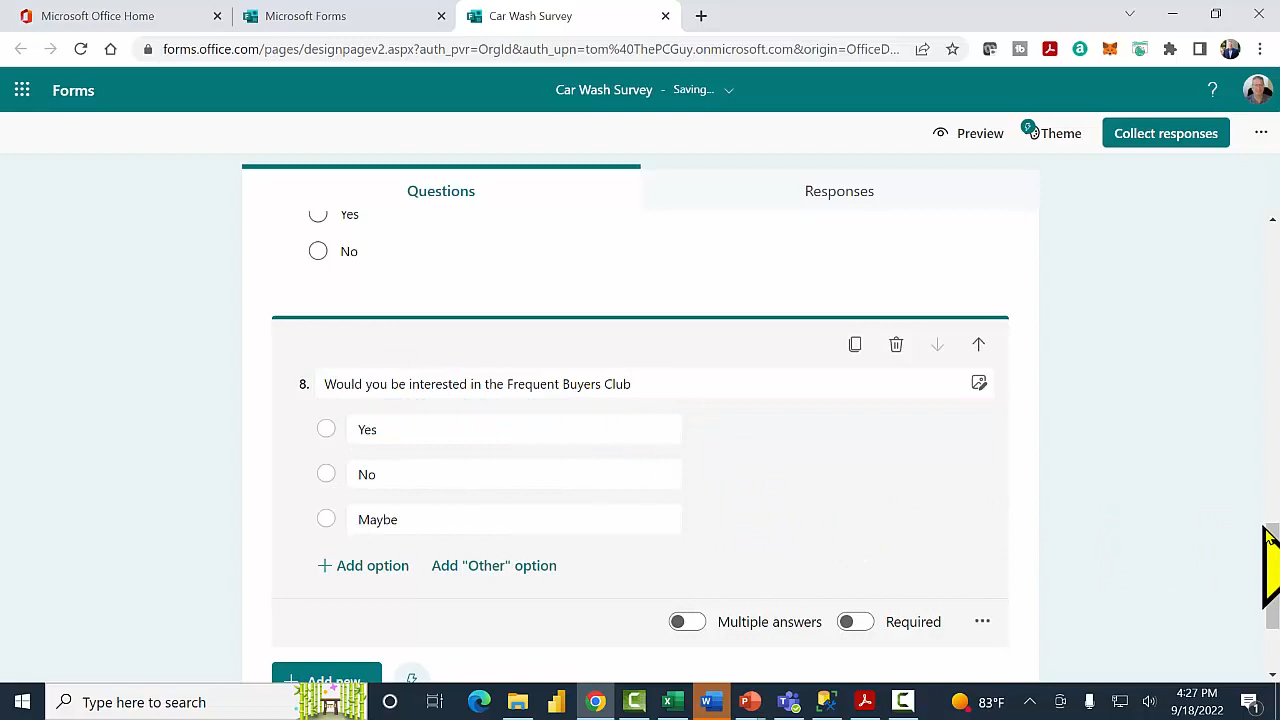 Microsoft Office Home
Microsoft Forms
Car Wash Survey
forms.office.com/pages/designpagev2.aspx?auth_pvr=OrgId&auth_upn=tom%40ThePCGuy.onmicrosoft.com&origin=OfficeD...
Forms
Car Wash Survey - Saving...
?
Preview
Theme
Collect responses
Questions
Responses
Yes
No
8. Would you be interested in the Frequent Buyers Club
Yes
No
Maybe
Add option
Add "Other" option
Multiple answers
Required
Add new
Type here to search
83°F
4:27 PM
9/18/2022